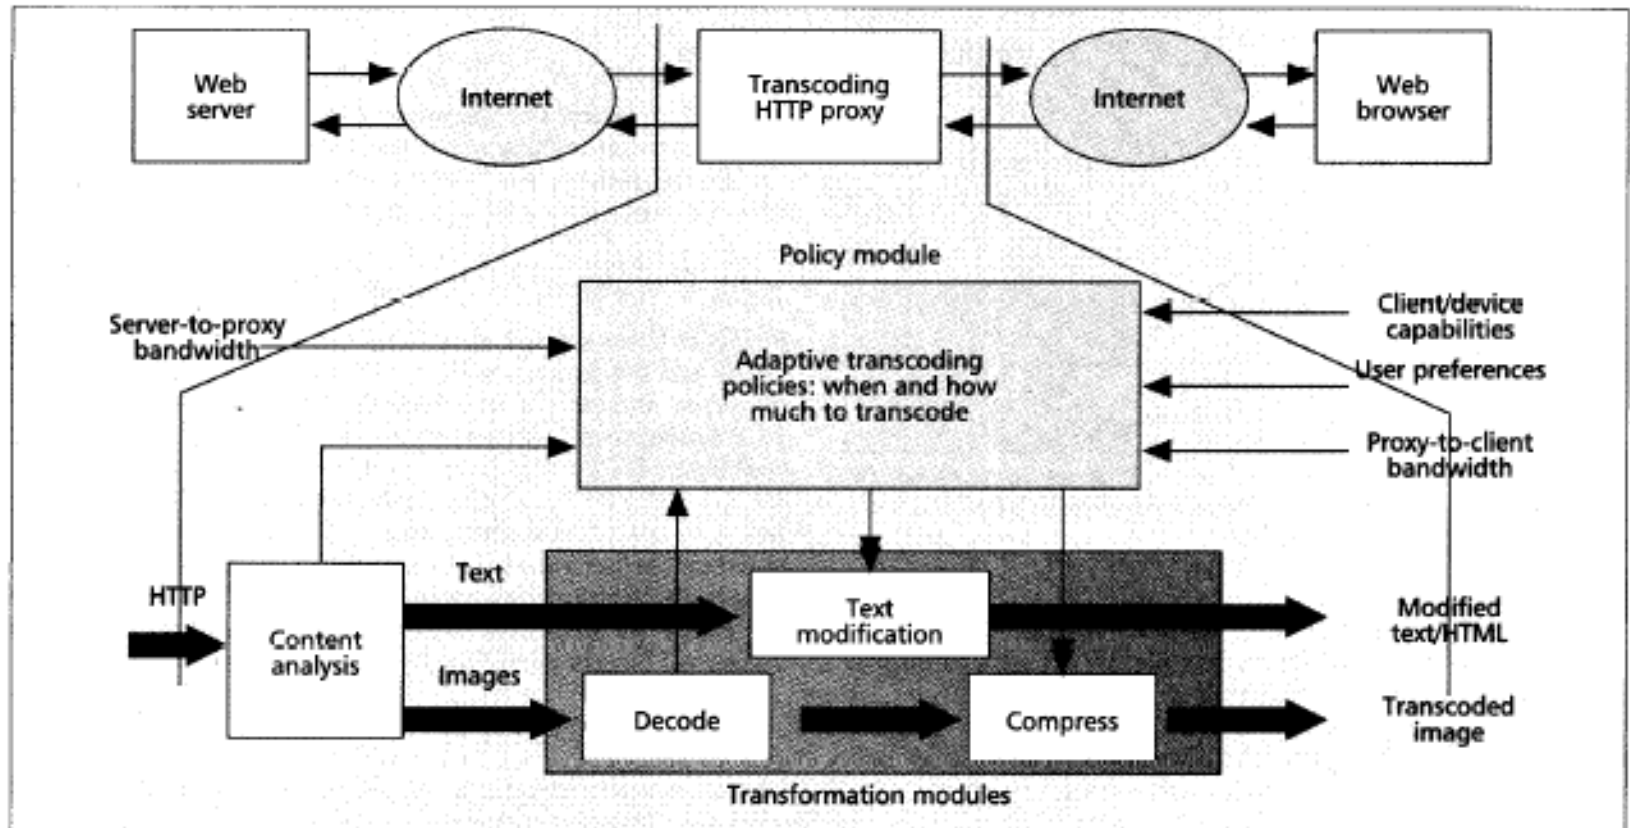 Web
server
Internet
Transcoding
HTTP proxy
Internet
Web
browser
Policy module
Server-to-proxy
bandwidth
Adaptive transcoding
policies: when and how
much to transcode
Client/device
capabilities
User preferences
Proxy-to-client
bandwidth
HTTP
Content
analysis
Text
Images
Text
modification
Decode
Compress
Modified
text/HTML
Transcoded
image
Transformation modules